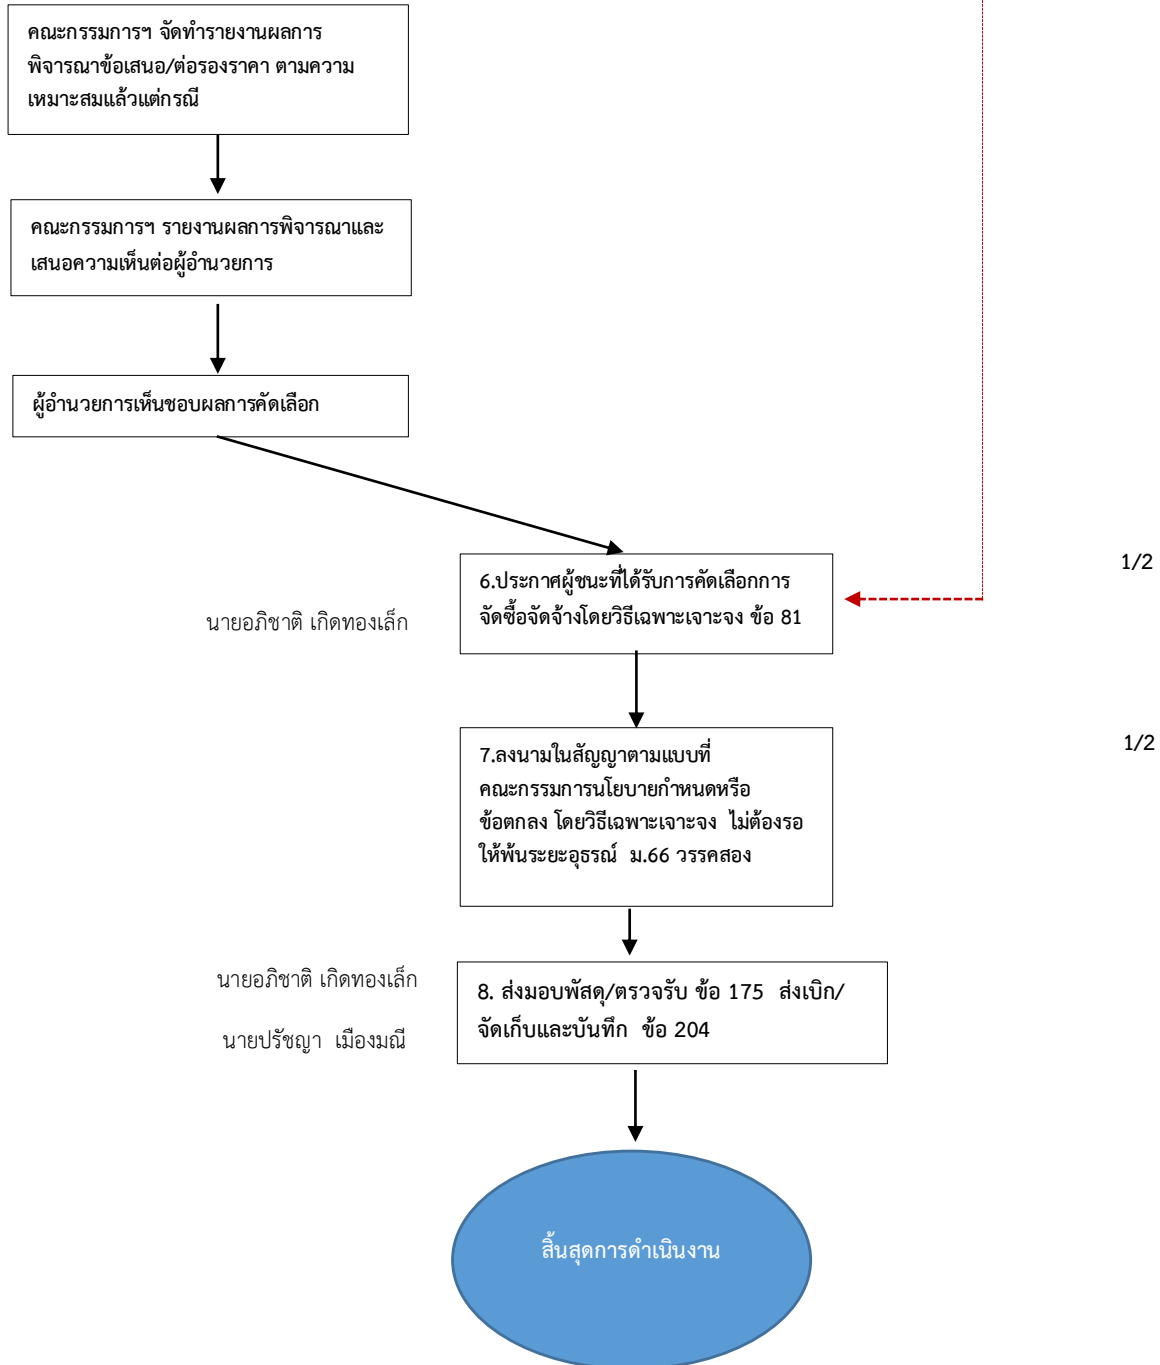 คณะกรรมการฯ จัดทำรายงานผลการ
พิจารณาข้อเสนอ/ต่อรองราคา ตามความ
เหมาะสมแล้วแต่กรณี
คณะกรรมการฯ รายงานผลการพิจารณาและ
เสนอความเห็นต่อผู้อำนวยการ
ผู้อำนวยการเห็นชอบผลการคัดเลือก
6.ประกาศผู้ชนะที่ได้รับการคัดเลือกการ
จัดซื้อจัดจ้างโดยวิธีเฉพาะเจาะจง ข้อ 81
1/2
นายอภิชาติ เกิดทองเล็ก
7.ลงนามในสัญญาตามแบบที่
คณะกรรมการนโยบายกำหนดหรือ
ข้อตกลง โดยวิธีเฉพาะเจาะจง ไม่ต้องรอ
ให้พ้นระยะอุธรณ์ ม.66 วรรคสอง
1/2
นายอภิชาติ เกิดทองเล็ก
นายปรัชญา เมืองมณี
8. ส่งมอบพัสดุ/ตรวจรับ ข้อ 175 ส่งเบิก/
จัดเก็บและบันทึก ข้อ 204
สิ้นสุดการดำเนินงาน